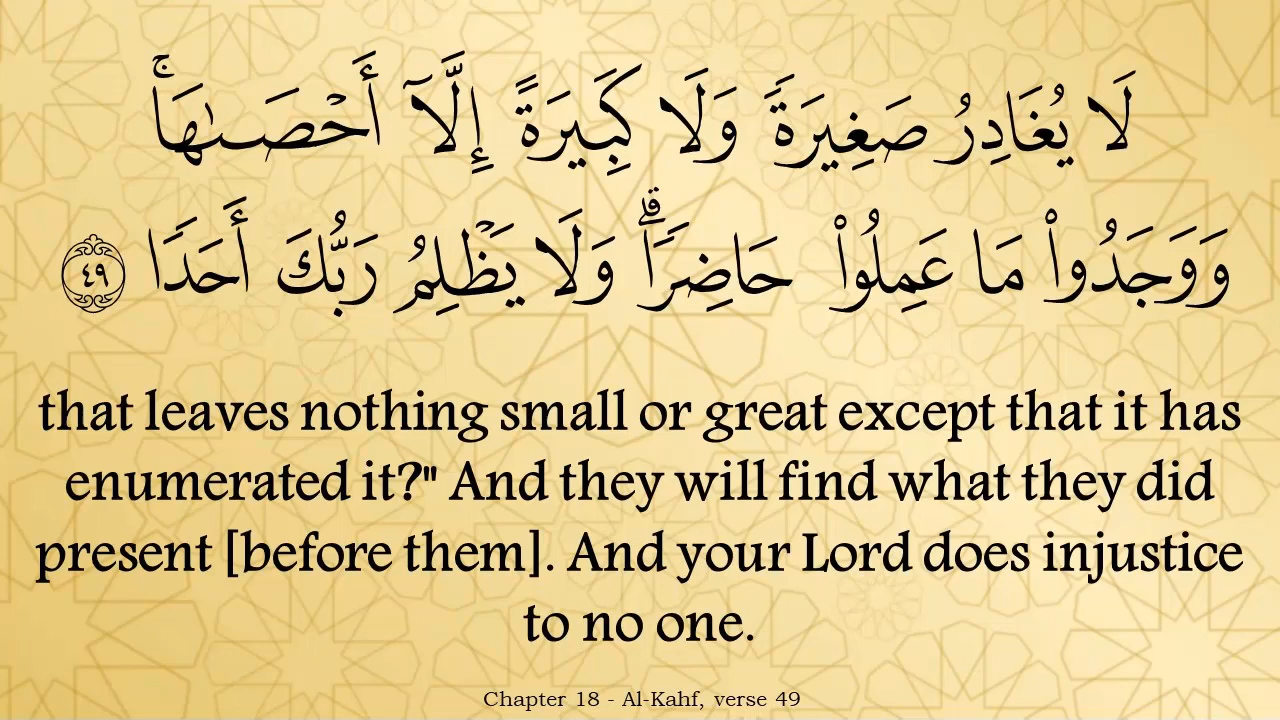 لَا يُغَادِرُ صَغِيرَةً وَلَا كَبِيرَةً إِلَّآ أَحْصَىٰهَا ۚ
وَوَجَدُوا۟ مَا عَمِلُوا۟ حَاضِرًا ۗ وَلَا يَظْلِمُ رَبُّكَ أَحَدًا ٤٩
that leaves nothing small or great except that it has
enumerated it?" And they will find what they did
present [before them]. And your Lord does injustice
to no one.
Chapter 18 - Al-Kahf, verse 49